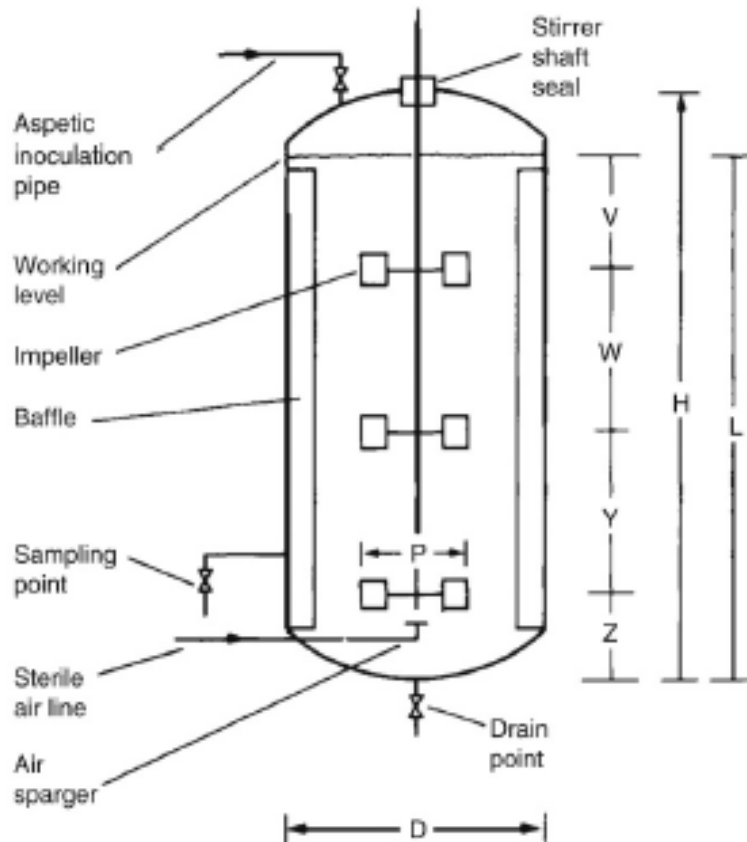 Stirrer
shaft
seal
Aspetic
inoculation
pipe
Working
level
Impeller
Baffle
Sampling
point
Sterile
air line
Air
sparger
Drain
point
V
W
H
L
Y
P
Z
D